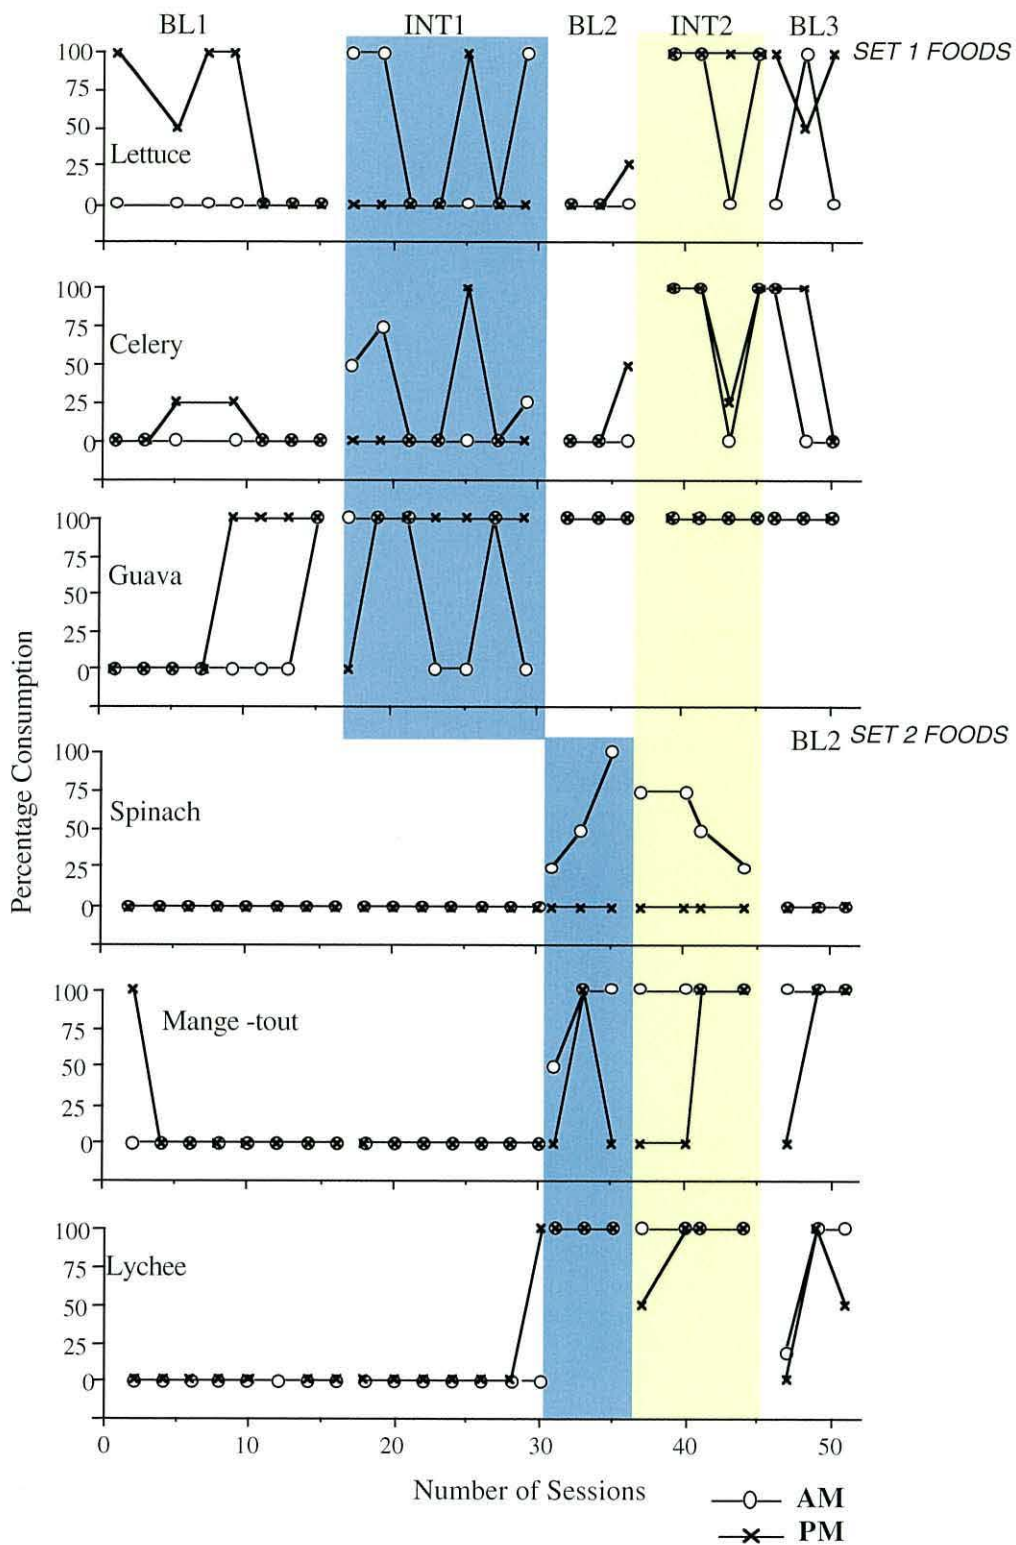 BL1 INT1 BL2 INT2 BL3
SET 1 FOODS
100
75
50
25
0
Lettuce
100
75
50
25
0
Celery
100
75
50
25
0
Guava
Percentage Consumption
BL2 SET 2 FOODS
100
75
50
25
0
Spinach
100
75
50
25
0
Mange -tout
100
75
50
25
0
Lychee
0 10 20 30 40 50
Number of Sessions
AM
PM